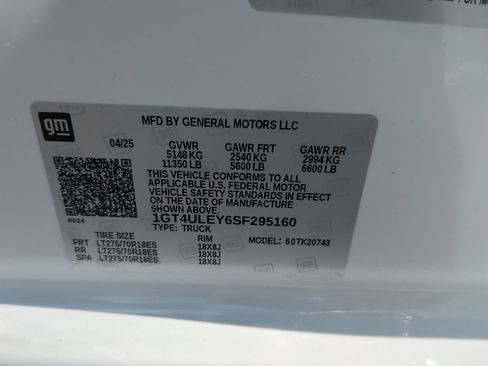 FOR
gm
MFD BY GENERAL MOTORS LLC
04/25 GVWR GAWR FRT GAWR RR
5148 KG 2540 KG 2994 KG
11350 LB 5600 LB 6600 LB
THIS VEHICLE CONFORMS TO ALL
APPLICABLE U.S. FEDERAL MOTOR
VEHICLE SAFETY STANDARDS IN EFFECT
ON THE DATE OF MANUFACTURE
SHOWN ABOVE.
1GT4ULEY6SF295160
8624 TYPE: TRUCK
TIRE SIZE RIM MODEL: 60TK20743
FRT LT275/70R18ES 18X8J
RR LT275/70R18ES 18X8J
SPA LT275/70R18ES 18X8J